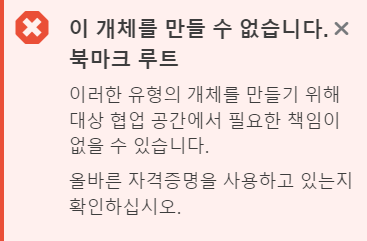 이 개체를 만들 수 없습니다.
북마크 루트
이러한 유형의 개체를 만들기 위해
대상 협업 공간에서 필요한 책임이
없을 수 있습니다.
올바른 자격증명을 사용하고 있는지
확인하십시오.